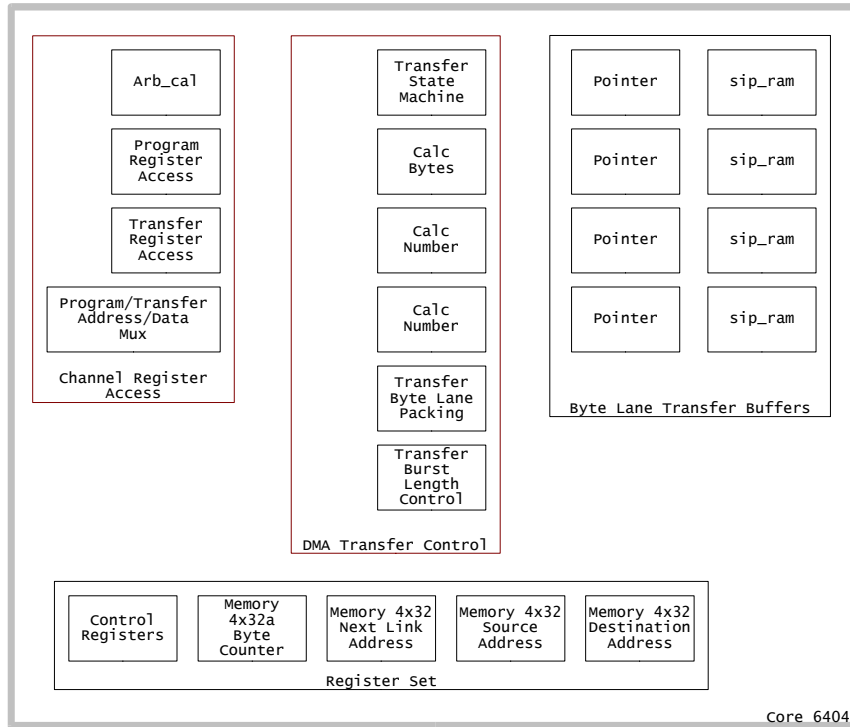 Arb_cal
Program
Register
Access
Transfer
Register
Access
Program/Transfer
Address/Data
Mux
Channel Register
Access
Transfer
State
Machine
Calc
Bytes
Calc
Number
Calc
Number
Transfer
Byte Lane
Packing
Transfer
Burst
Length
Control
DMA Transfer Control
Pointer
sip_ram
Pointer
sip_ram
Pointer
sip_ram
Pointer
sip_ram
Byte Lane Transfer Buffers
Control
Registers
Memory
4x32a
Byte
Counter
Memory 4x32
Next Link
Address
Memory 4x32
Source
Address
Memory 4x32
Destination
Address
Register Set
Core 6404